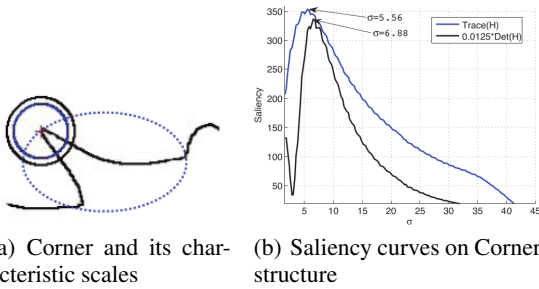 350
300
250
200
150
100
50
Saliency
σ=5.56
σ=6.88
Trace(H)
0.0125*Det(H)
5 10 15 20 25 30 35 40 45
σ
a) Corner and its char-
cteristic scales
(b) Saliency curves on Corner
structure